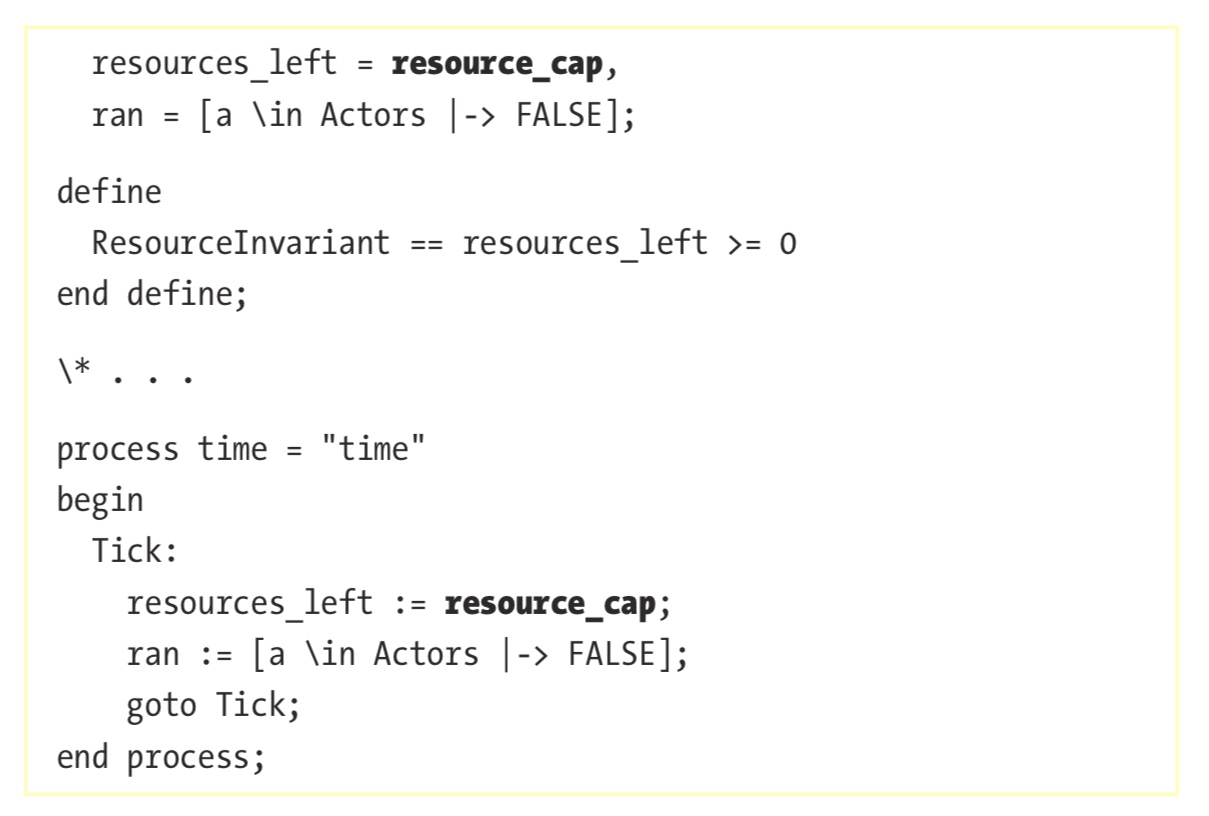 resources_left = resource_cap,
  ran = [a \in Actors |-> FALSE];
define
  ResourceInvariant == resources_left >= 0
end define;
\* . . .
process time = "time"
begin
  Tick:
    resources_left := resource_cap;
    ran := [a \in Actors |-> FALSE];
    goto Tick;
end process;